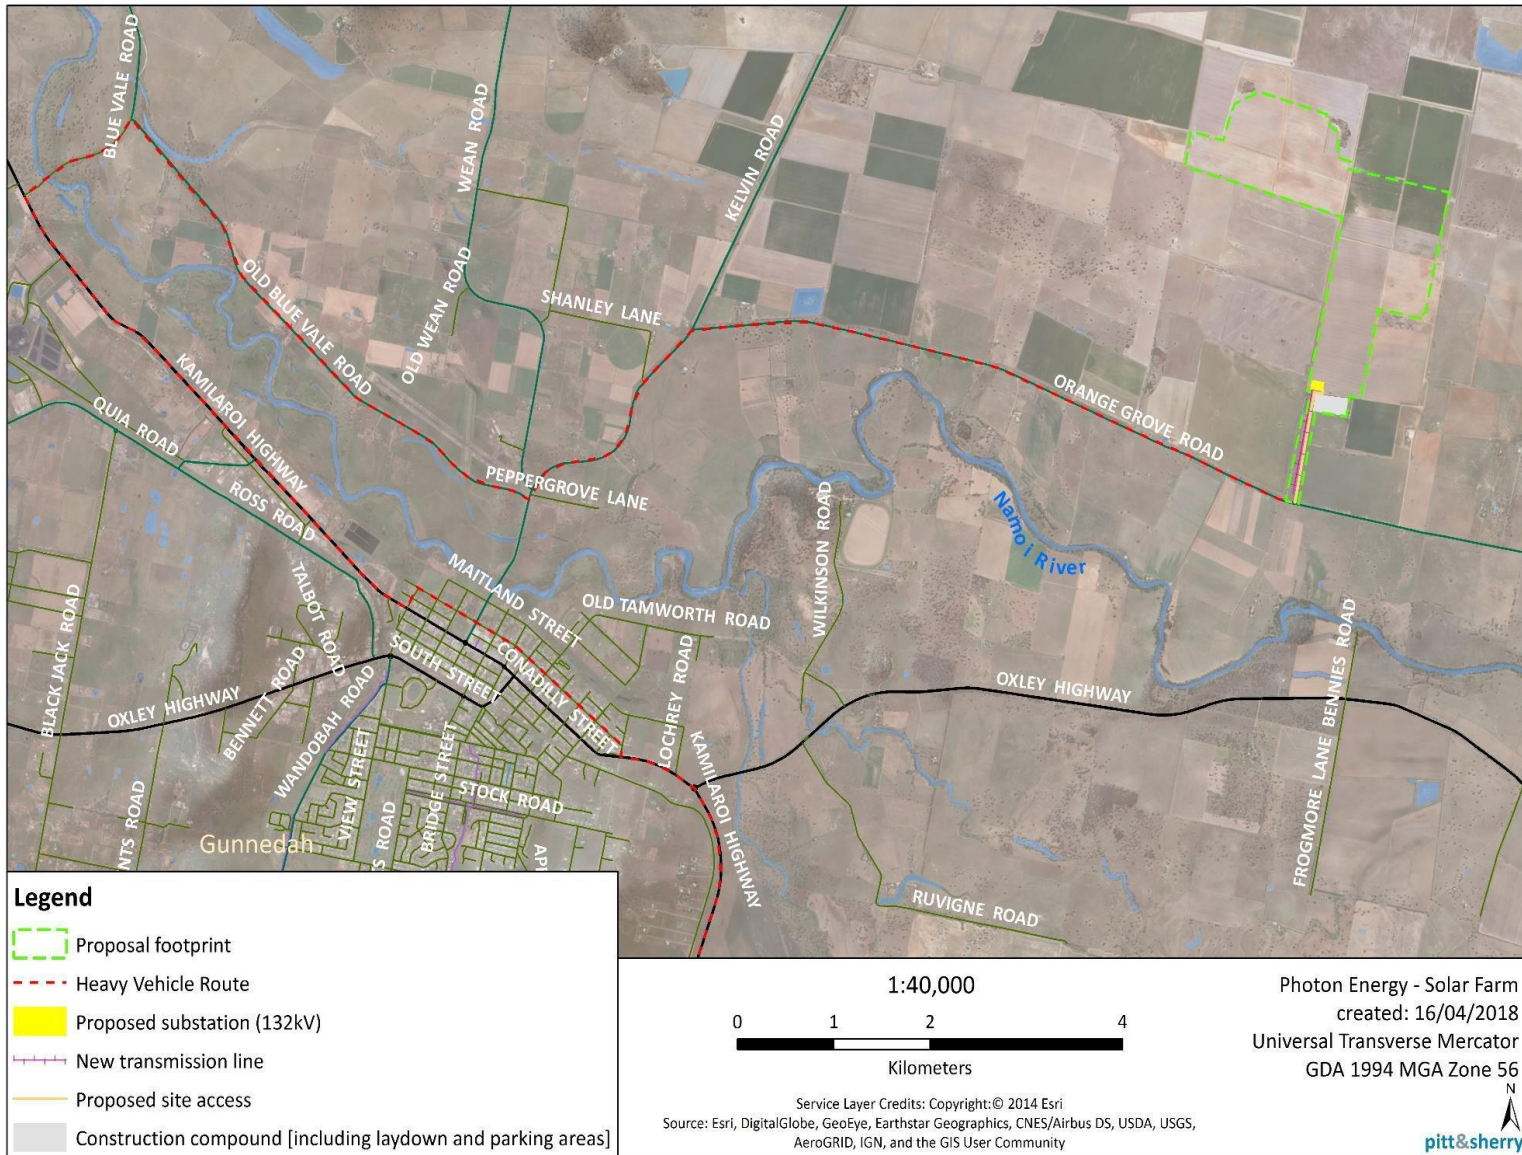 BLUE VALE ROAD
WEAN ROAD
KELVIN ROAD
OLD WEAN ROAD
SHANLEY LANE
OLD BLUE VALE ROAD
KAMILAROI HIGHWAY
QUIA ROAD
ORANGE GROVE ROAD
PEPPERGROVE LANE
ROSS ROAD
WILKINSON ROAD
Namoi River
MAITLAND STREET
OLD TAMWORTH ROAD
TALBOT ROAD
BLACK JACK ROAD
SOUTH STREET
CONADILLY STREET
LOCHREY ROAD
BENNETT ROAD
OXLEY HIGHWAY
OXLEY HIGHWAY
WANDOBAH ROAD
VIEW STREET
BRIDGE STREET
STOCK ROAD
KAMILAROI HIGHWAY
FROGMORE LANE BENNIES ROAD
Gunnedah
NTS ROAD
S ROAD
AP
RUVIGNE ROAD
Legend
Proposal footprint
Heavy Vehicle Route
Proposed substation (132kV)
New transmission line
Proposed site access
Construction compound [including laydown and parking areas]
1:40,000
0 1 2 4
Kilometers
Service Layer Credits: Copyright:© 2014 Esri
Source: Esri, DigitalGlobe, GeoEye, Earthstar Geographics, CNES/Airbus DS, USDA, USGS,
AeroGRID, IGN, and the GIS User Community
Photon Energy - Solar Farm
created: 16/04/2018
Universal Transverse Mercator
GDA 1994 MGA Zone 56
N
pitt&sherry